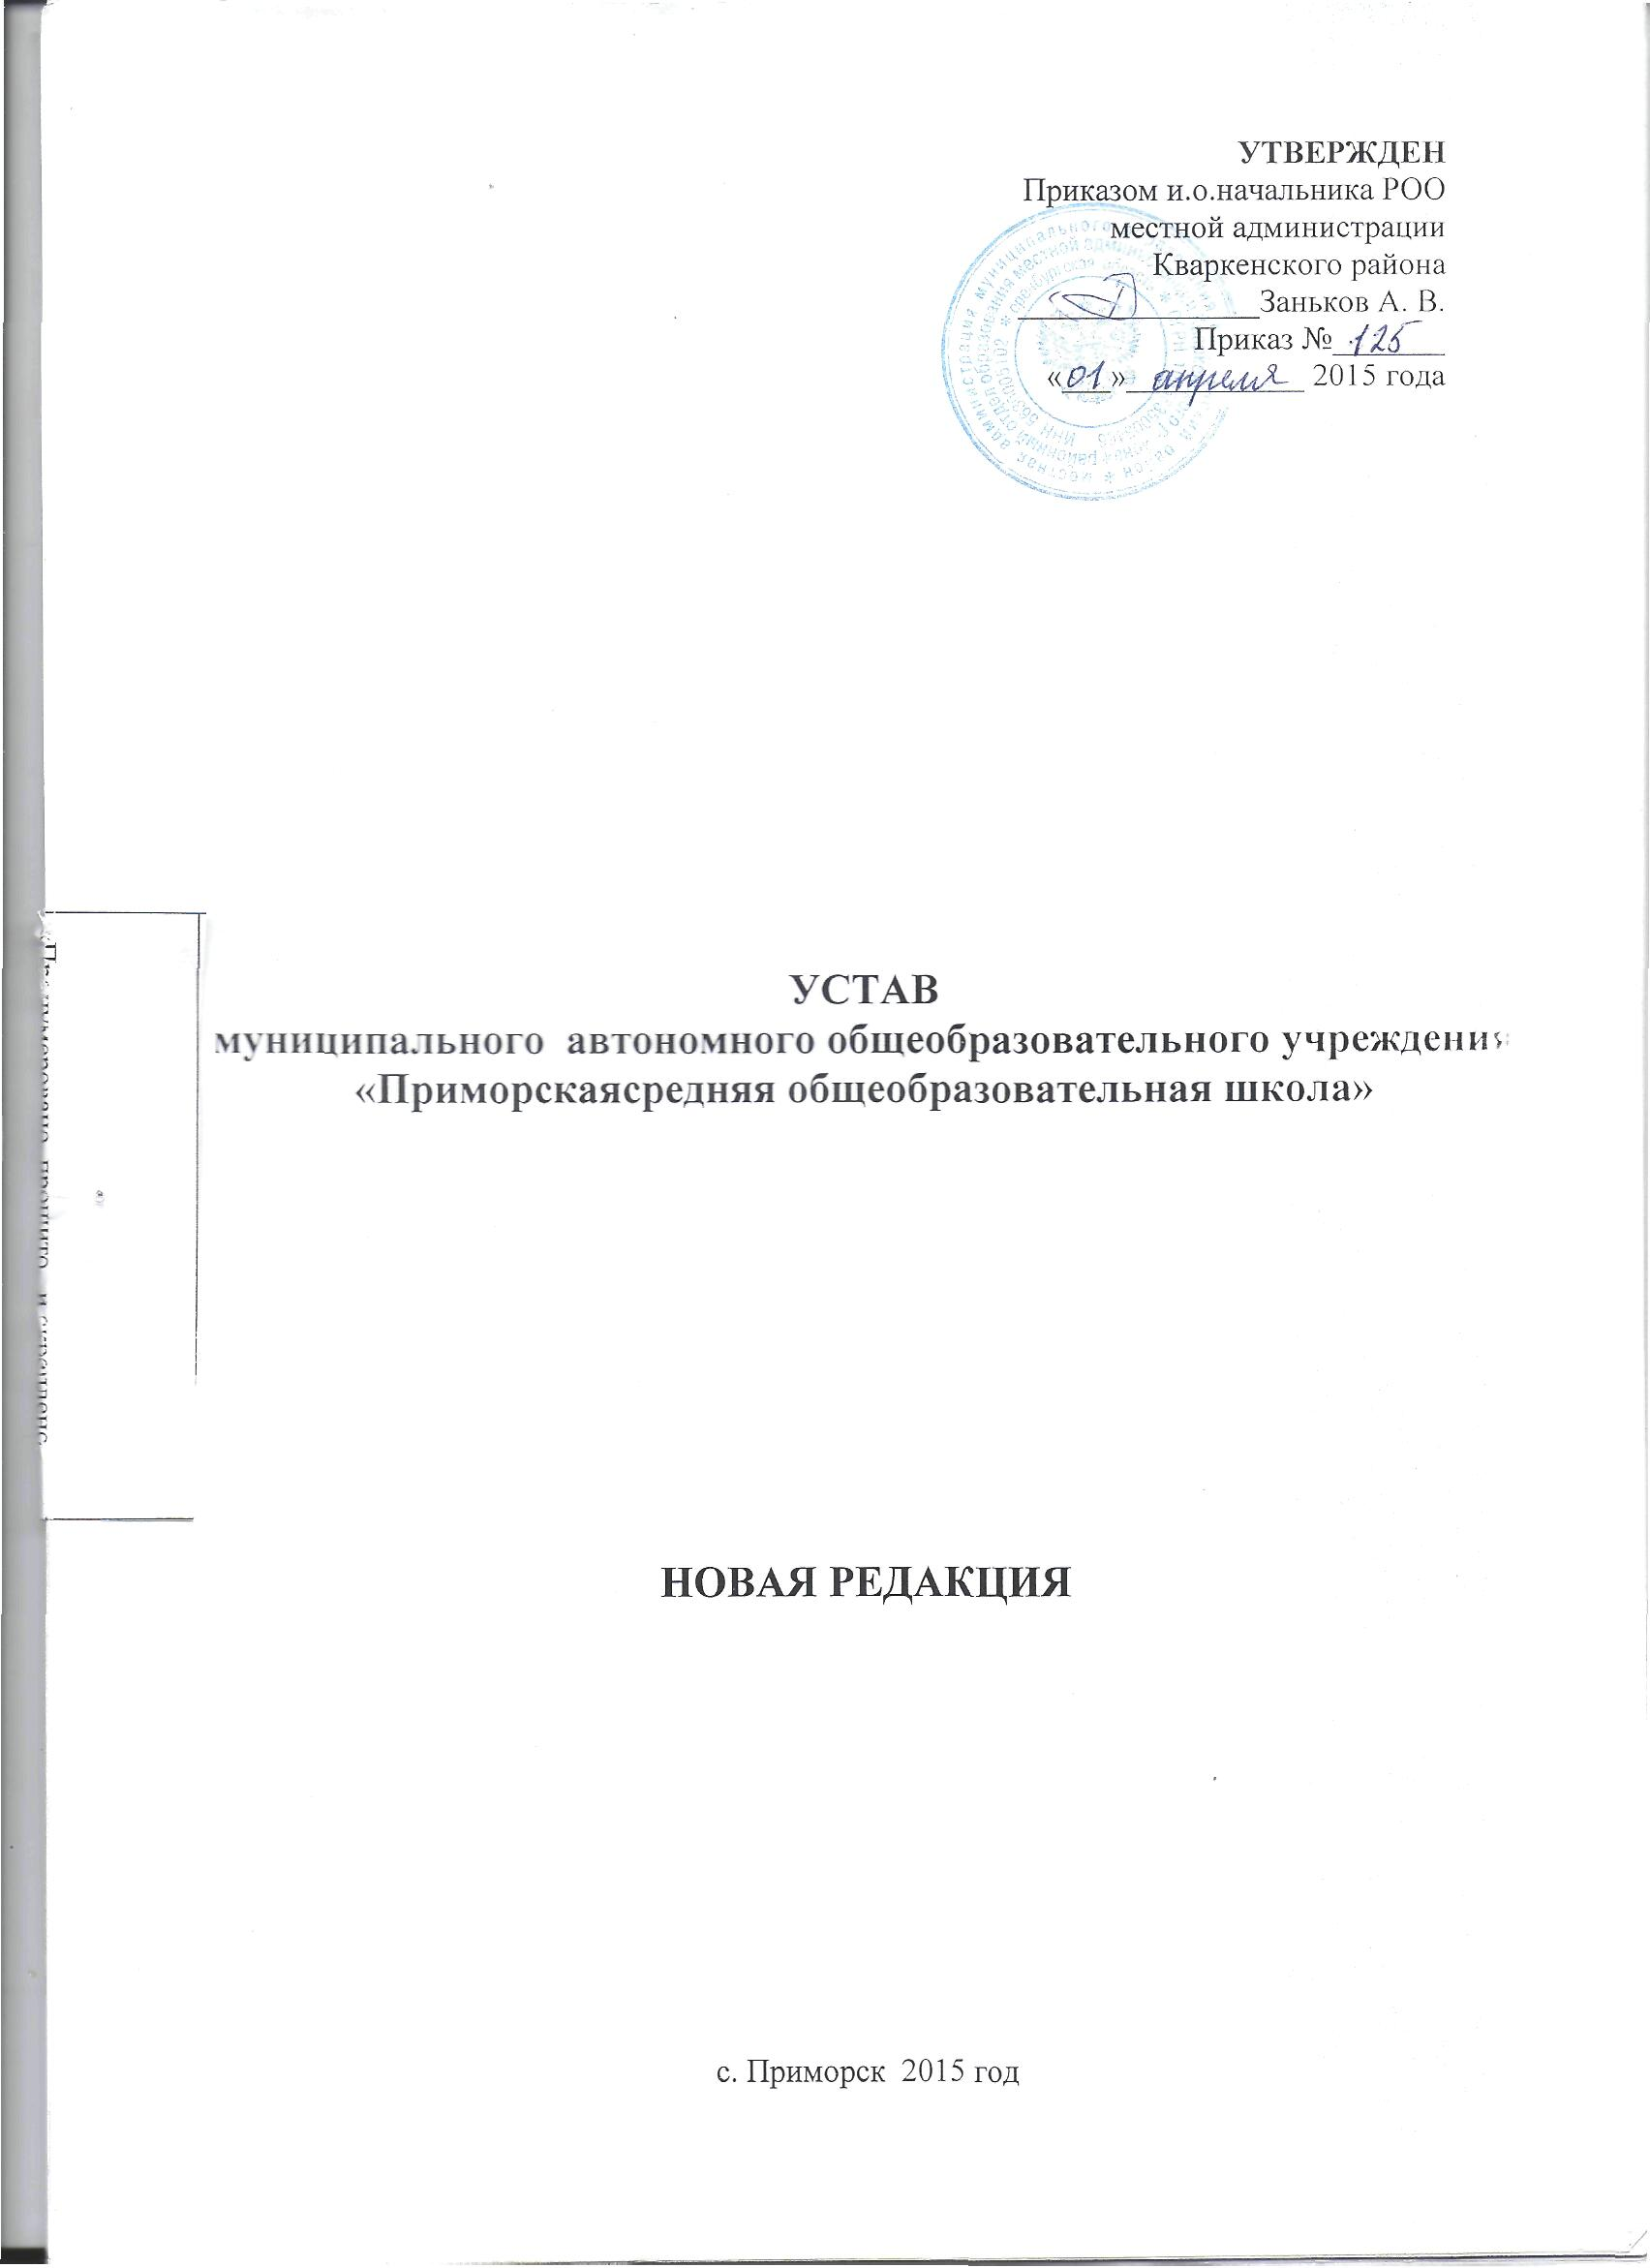 УТВЕРЖДЕН
Приказом и.о.начальника РОО
местной администрации
Кваркенского района
Заньков А. В.
Приказ № 125
«01» апреля 2015 года
УСТАВ
муниципального автономного общеобразовательного учреждения
«Приморскаясредняя общеобразовательная школа»
НОВАЯ РЕДАКЦИЯ
с. Приморск 2015 год